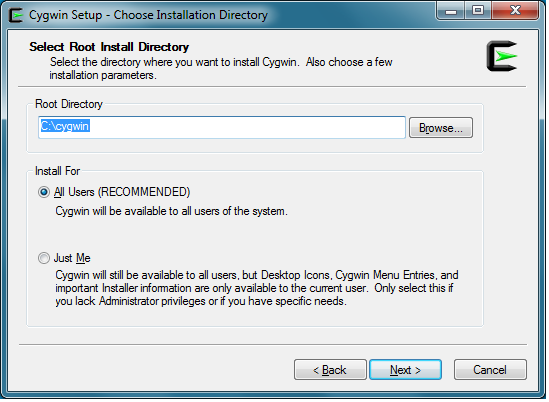 Cygwin Setup - Choose Installation Directory
Select Root Install Directory
Select the directory where you want to install Cygwin. Also choose a few
installation parameters.
Root Directory
C:\cygwin
Browse...
Install For
All Users (RECOMMENDED)
Cygwin will be available to all users of the system.
Just Me
Cygwin will still be available to all users, but Desktop Icons, Cygwin Menu Entries, and
important Installer information are only available to the current user. Only select this if
you lack Administrator privileges or if you have specific needs.
< Back
Next >
Cancel